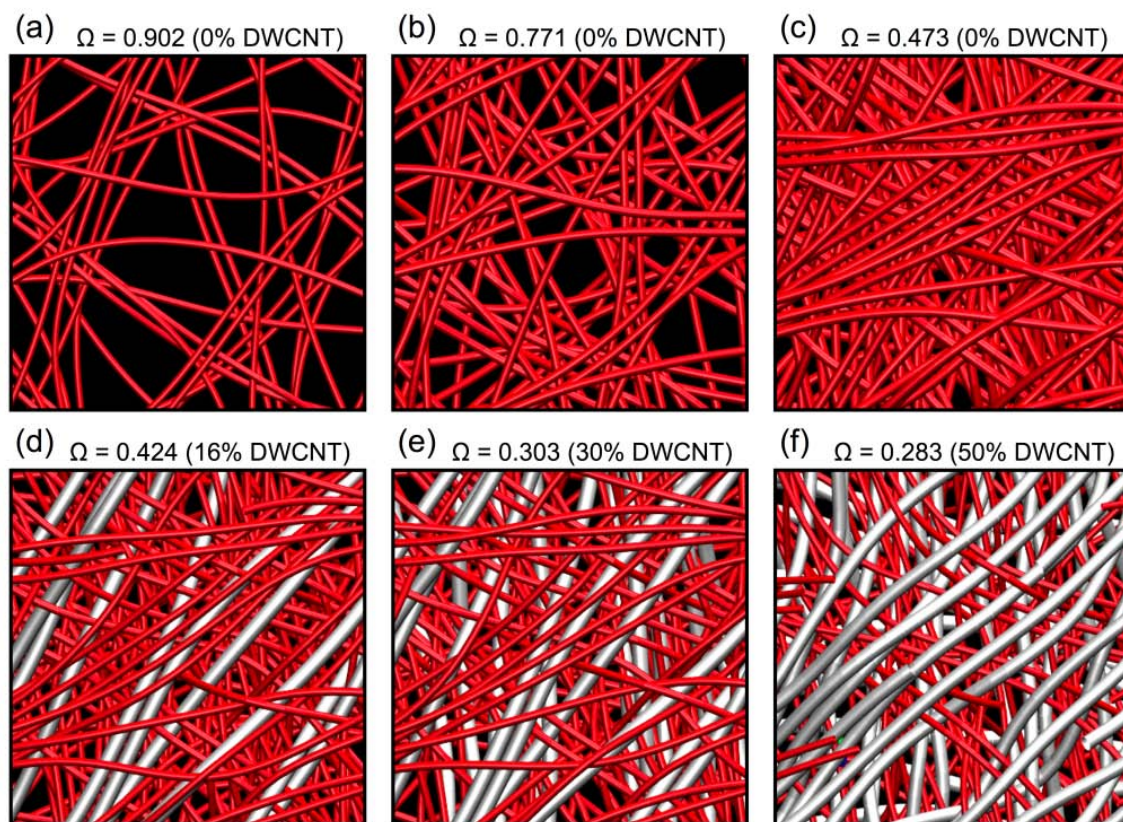 (a) Ω = 0.902 (0% DWCNT)
(b) Ω = 0.771 (0% DWCNT)
(c) Ω = 0.473 (0% DWCNT)
(d) Ω = 0.424 (16% DWCNT)
(e) Ω = 0.303 (30% DWCNT)
(f) Ω = 0.283 (50% DWCNT)